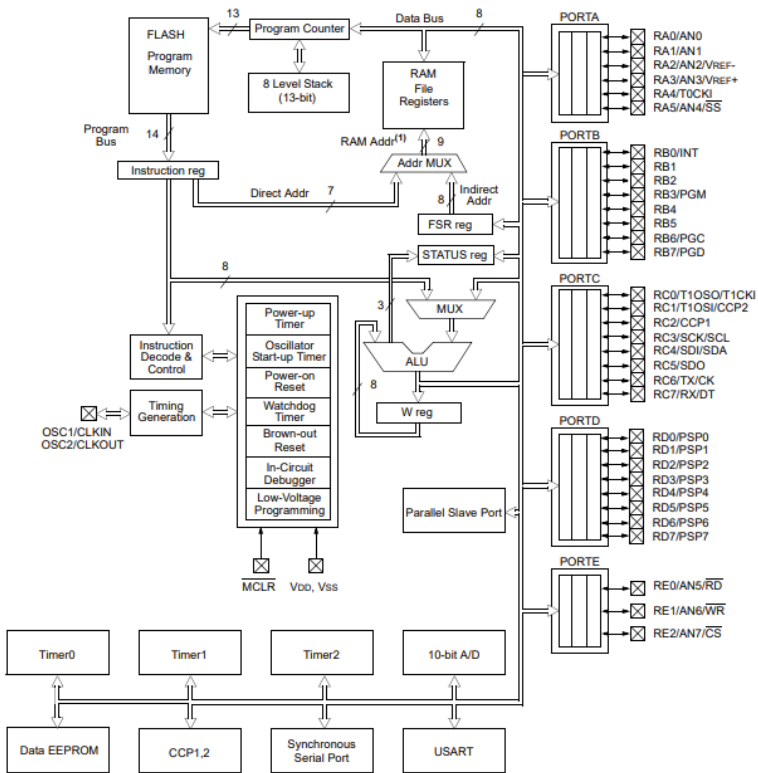 13
Data Bus
8
PORTA
FLASH
Program
Memory
Program Counter
8 Level Stack
(13-bit)
RAM
File
Registers
RA0/AN0
RA1/AN1
RA2/AN2/VREF-
RA3/AN3/VREF+
RA4/T0CKI
RA5/AN4/SS
Program
Bus
14
RAM Addr(1)
9
PORTB
Instruction reg
Addr MUX
Direct Addr
7
8
Indirect
Addr
FSR reg
STATUS reg
RB0/INT
RB1
RB2
RB3/PGM
RB4
RB5
RB6/PGC
RB7/PGD
8
3
MUX
PORTC
RC0/T1OSO/T1CKI
RC1/T1OSI/CCP2
RC2/CCP1
RC3/SCK/SCL
RC4/SDI/SDA
RC5/SDO
RC6/TX/CK
RC7/RX/DT
Instruction
Decode &
Control
Timing
Generation
OSC1/CLKIN
OSC2/CLKOUT
Power-up
Timer
Oscillator
Start-up Timer
Power-on
Reset
Watchdog
Timer
Brown-out
Reset
In-Circuit
Debugger
Low-Voltage
Programming
ALU
8
W reg
PORTD
RD0/PSP0
RD1/PSP1
RD2/PSP2
RD3/PSP3
RD4/PSP4
RD5/PSP5
RD6/PSP6
RD7/PSP7
Parallel Slave Port
MCLR
VDD, VSS
PORTE
RE0/AN5/RD
RE1/AN6/WR
RE2/AN7/CS
Timer0
Timer1
Timer2
10-bit A/D
Data EEPROM
CCP1,2
Synchronous
Serial Port
USART